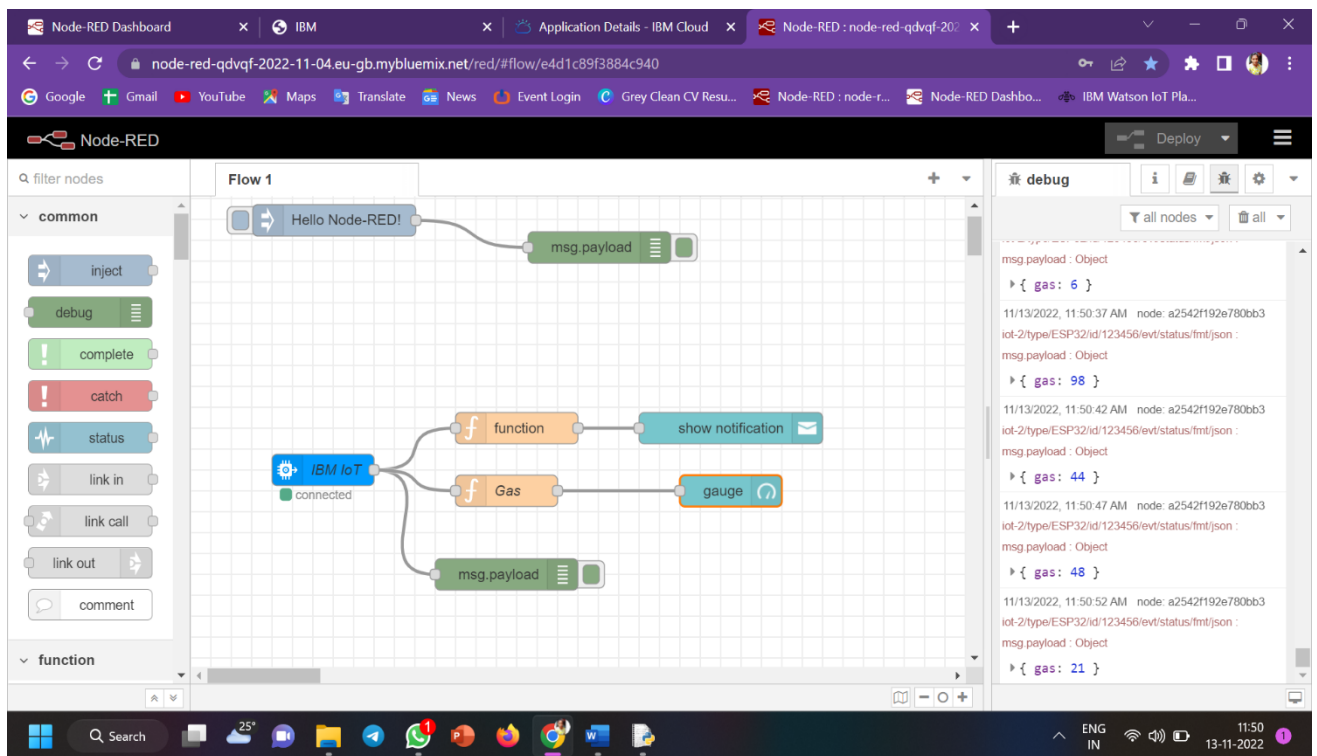 Node-RED Dashboard
IBM
Application Details - IBM Cloud
Node-RED : node-red-qdvqf-202
node-red-qdvqf-2022-11-04.eu-gb.mybluemix.net/red/#flow/e4d1c89f3884c940
Google
Gmail
YouTube
Maps
Translate
News
Event Login
Grey Clean CV Resu...
Node-RED : node-r...
Node-RED Dashbo...
IBM Watson IoT Pla...
Node-RED
Deploy
filter nodes
common
inject
debug
complete
catch
status
link in
link call
link out
comment
function
Flow 1
Hello Node-RED!
msg.payload
function
show notification
IBM IoT
connected
Gas
gauge
msg.payload
debug
all nodes
all
msg.payload : Object
{ gas: 6 }
11/13/2022, 11:50:37 AM node: a2542f192e780bb3
iot-2/type/ESP32/id/123456/evt/status/fmt/json :
msg.payload : Object
{ gas: 98 }
11/13/2022, 11:50:42 AM node: a2542f192e780bb3
iot-2/type/ESP32/id/123456/evt/status/fmt/json :
msg.payload : Object
{ gas: 44 }
11/13/2022, 11:50:47 AM node: a2542f192e780bb3
iot-2/type/ESP32/id/123456/evt/status/fmt/json :
msg.payload : Object
{ gas: 48 }
11/13/2022, 11:50:52 AM node: a2542f192e780bb3
iot-2/type/ESP32/id/123456/evt/status/fmt/json :
msg.payload : Object
{ gas: 21 }
Search
25°
ENG
IN
11:50
13-11-2022
1